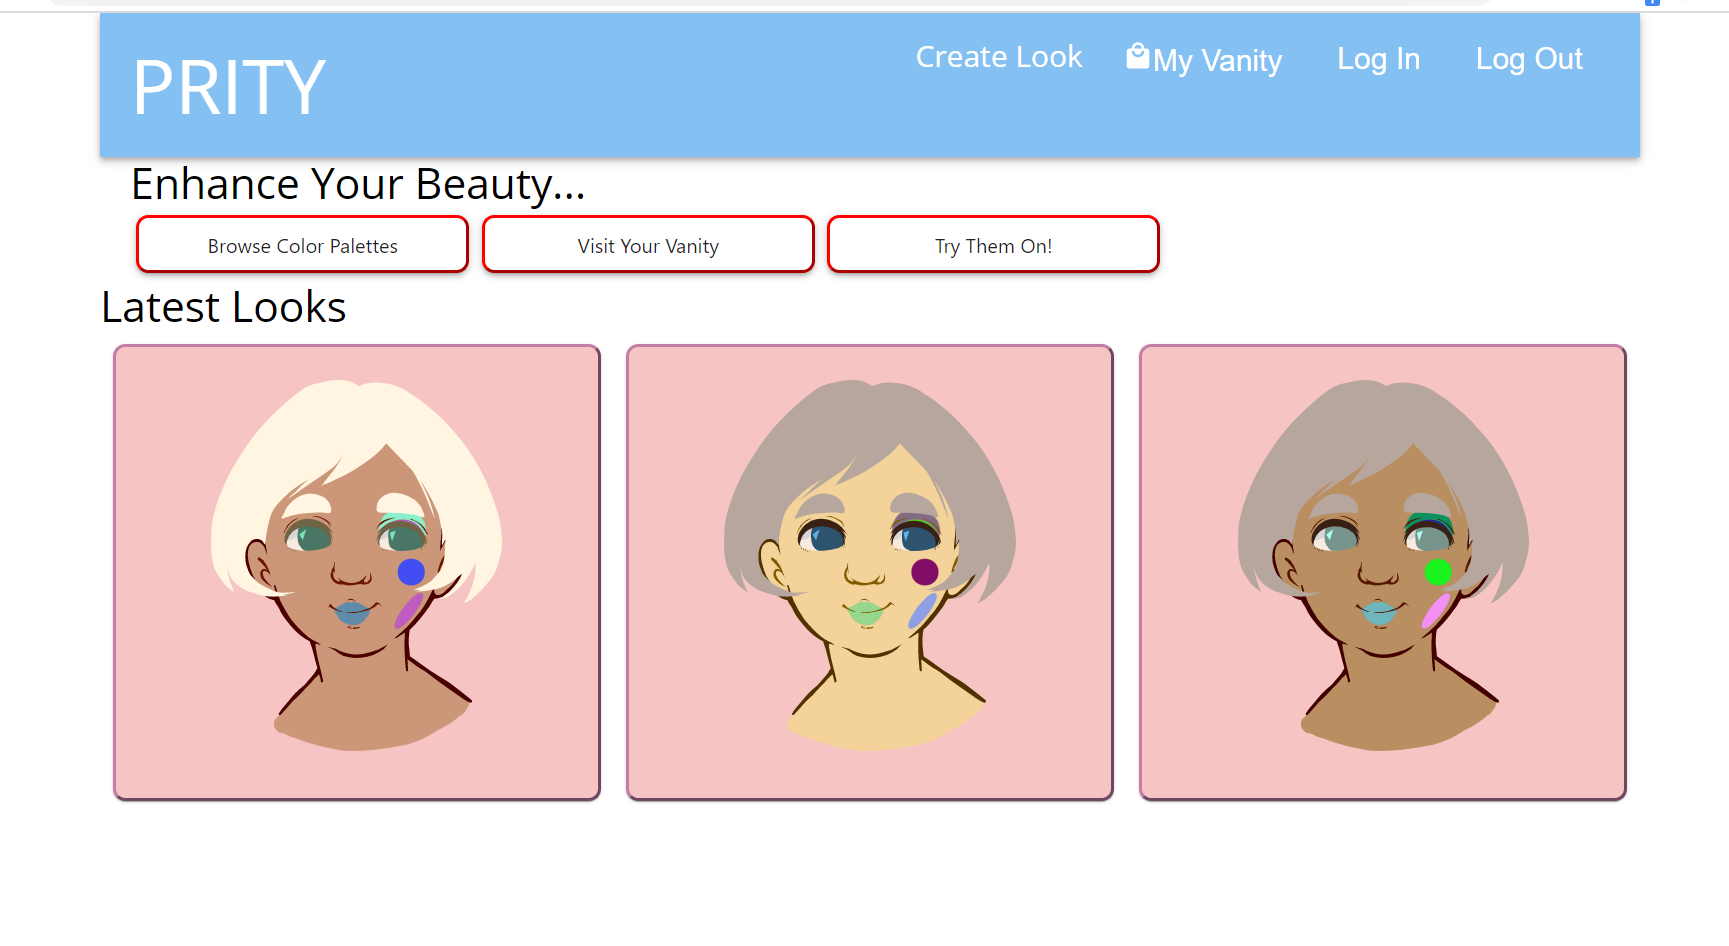 PRITY
Create Look
My Vanity
Log In
Log Out
Enhance Your Beauty...
Browse Color Palettes
Visit Your Vanity
Try Them On!
Latest Looks